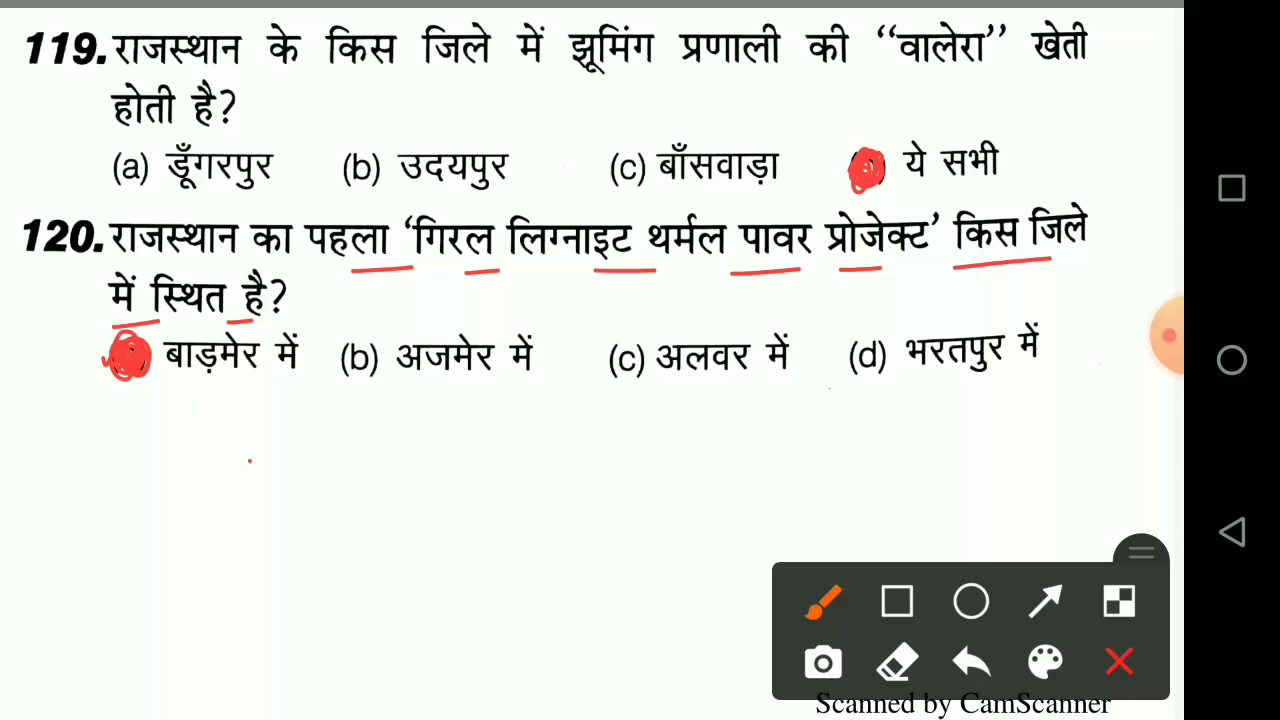 119. राजस्थान के किस जिले में झूमिंग प्रणाली की ‘‘वालेरा’’ खेती
होती है?
(a) डूँगरपुर (b) उदयपुर (c) बाँसवाड़ा ये सभी
120. राजस्थान का पहला ‘गिरल लिग्नाइट थर्मल पावर प्रोजेक्ट’ किस जिले
में स्थित है?
बाड़मेर में (b) अजमेर में (c) अलवर में (d) भरतपुर में
Scanned by CamScanner